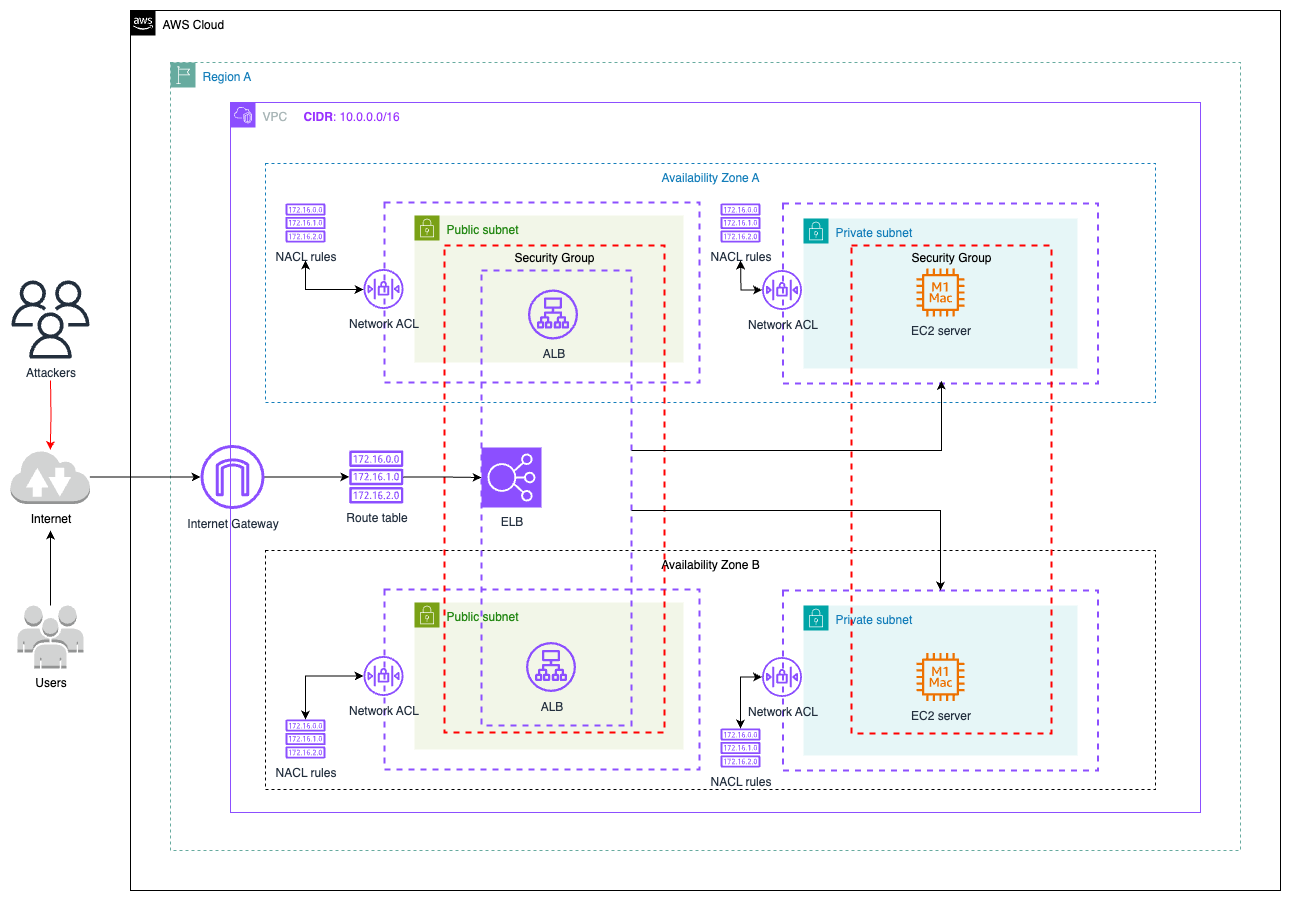 aws
AWS Cloud
Region A
VPC CIDR: 10.0.0.0/16
Availability Zone A
172.16.0.0
172.16.1.0
172.16.2.0
NACL rules
Network ACL
Public subnet
Security Group
ALB
172.16.0.0
172.16.1.0
172.16.2.0
NACL rules
Network ACL
Private subnet
Security Group
M1
Mac
EC2 server
Attackers
Internet
Users
Internet Gateway
172.16.0.0
172.16.1.0
172.16.2.0
Route table
ELB
Availability Zone B
Public subnet
Network ACL
172.16.0.0
172.16.1.0
172.16.2.0
NACL rules
ALB
Private subnet
Network ACL
172.16.0.0
172.16.1.0
172.16.2.0
NACL rules
M1
Mac
EC2 server